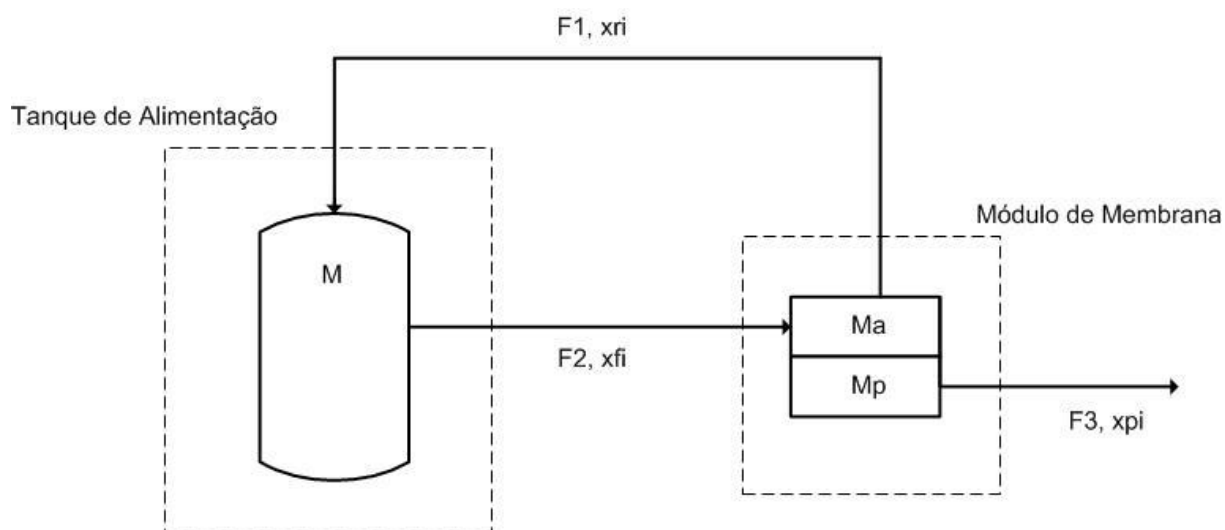 F1, xri
Tanque de Alimentação
Módulo de Membrana
M
Ma
F2, xfi
Mp
F3, xpi